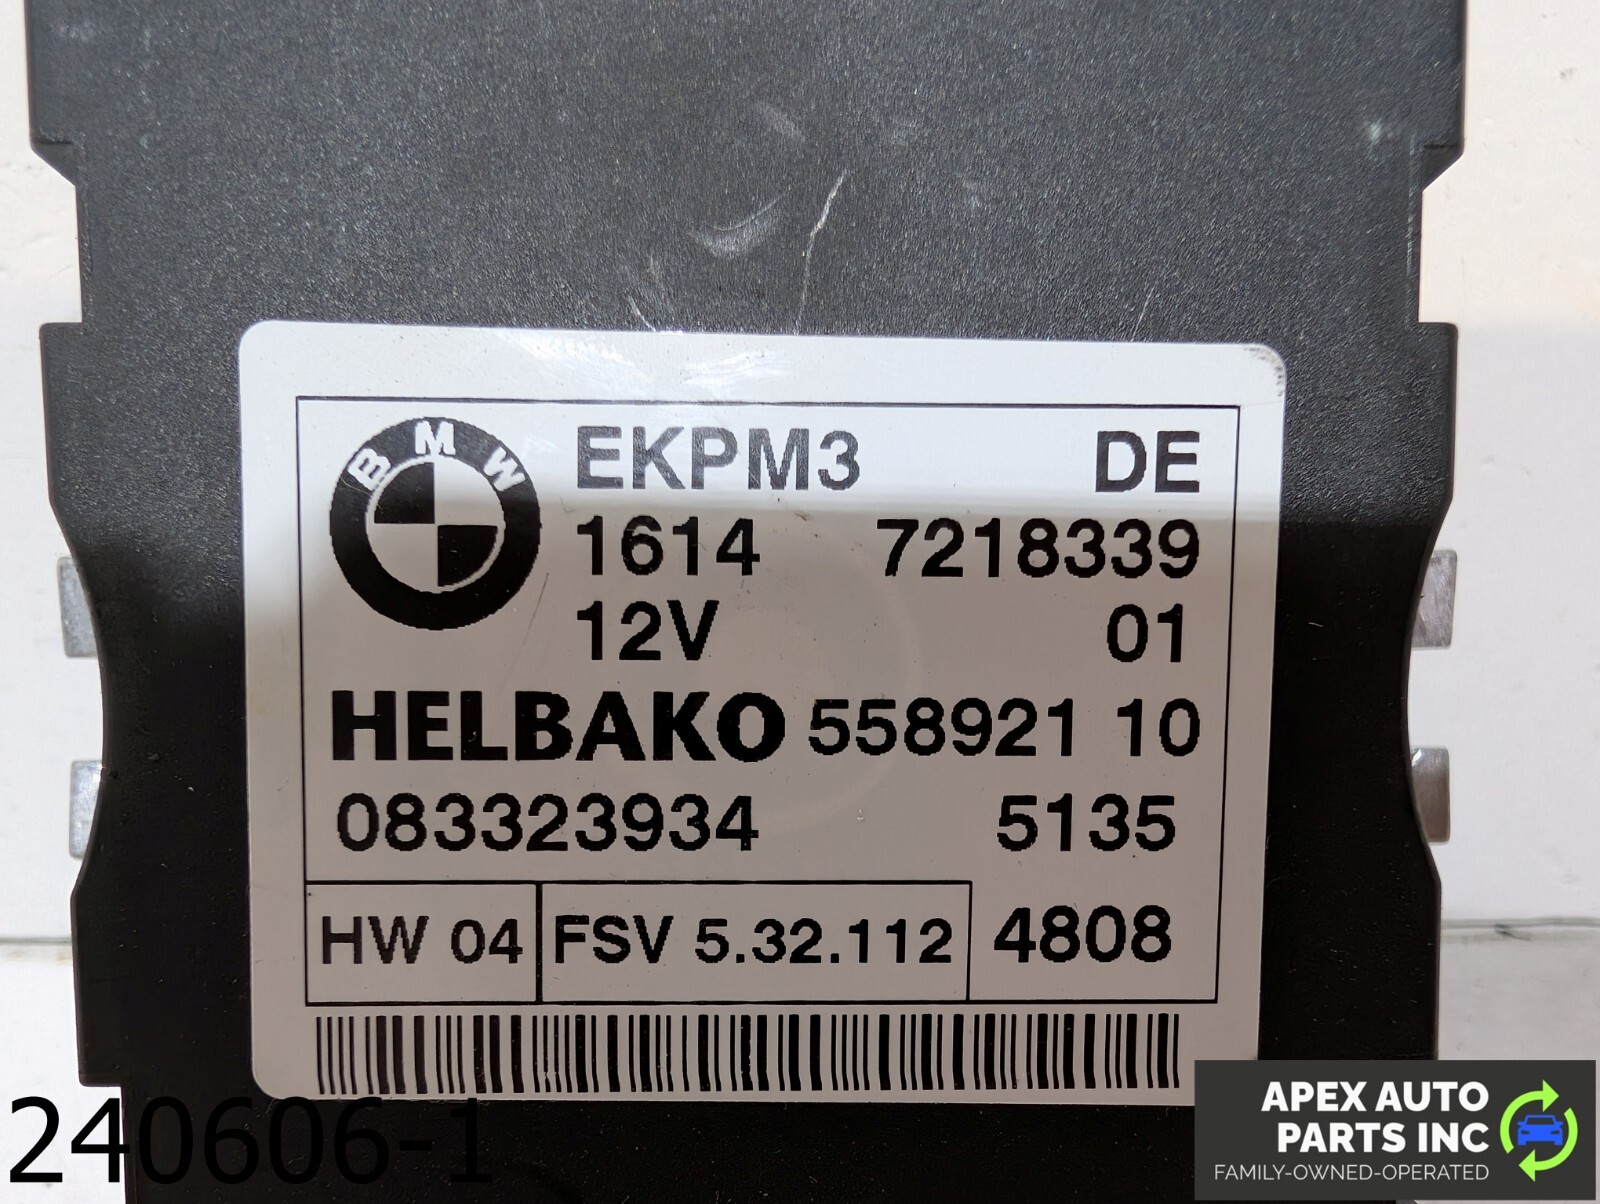 BMW
EKPM3 DE
1614 7218339
12V 01
HELBAKO 558921 10
083323934 5135
HW 04 FSV 5.32.112 4808
240606-1
APEX AUTO
PARTS INC
FAMILY-OWNED-OPERATED